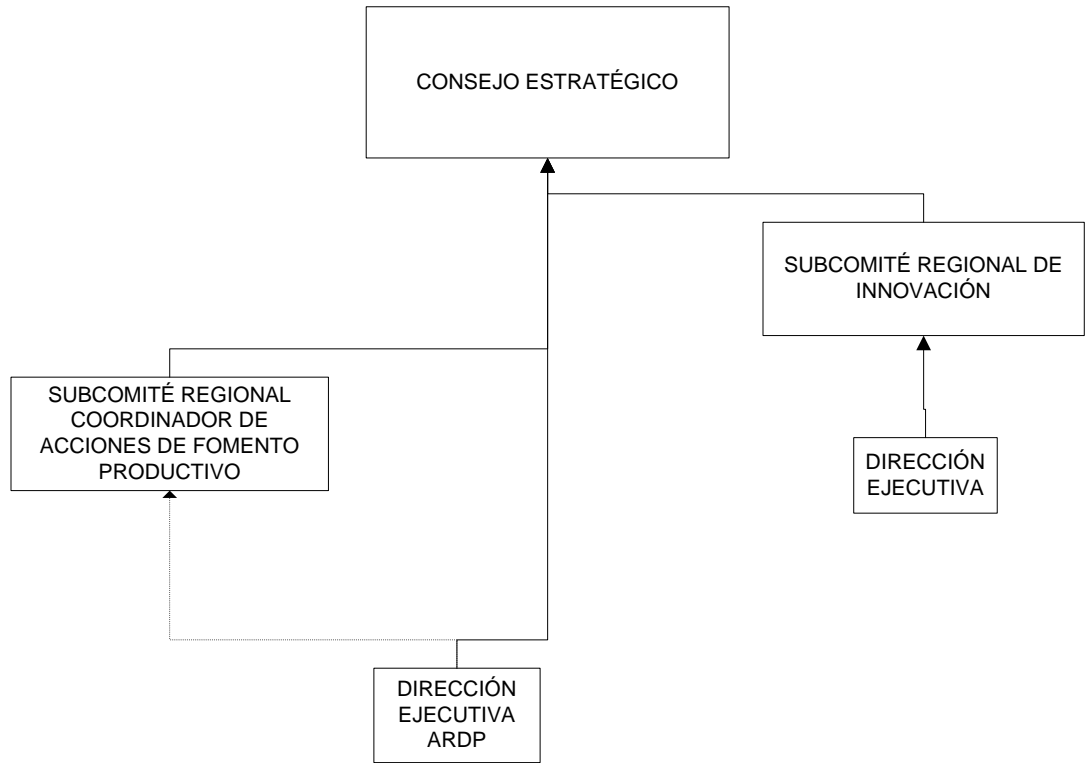 CONSEJO ESTRATÉGICO
SUBCOMITÉ REGIONAL DE
INNOVACIÓN
SUBCOMITÉ REGIONAL
COORDINADOR DE
ACCIONES DE FOMENTO
PRODUCTIVO
DIRECCIÓN
EJECUTIVA
DIRECCIÓN
EJECUTIVA
ARDP